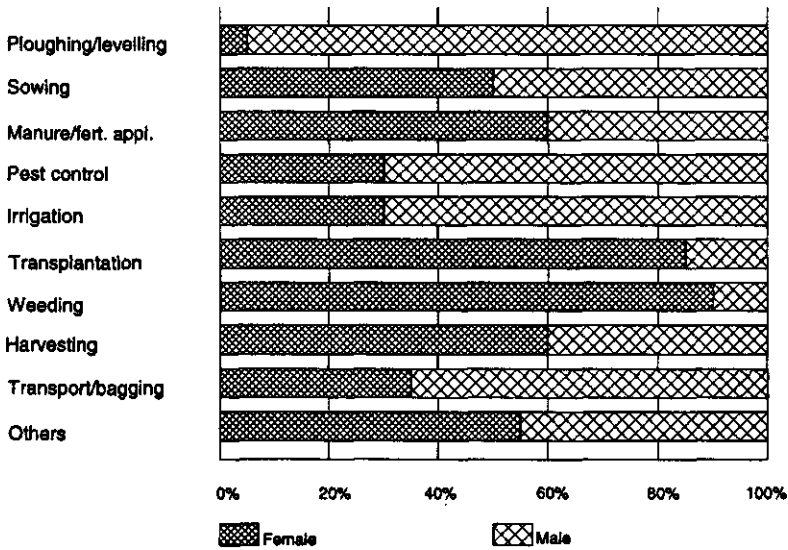 Ploughing/levelling
Sowing
Manure/fert. appl.
Pest control
Irrigation
Transplantation
Weeding
Harvesting
Transport/bagging
Others
0% 20% 40% 60% 80% 100%
Female Male